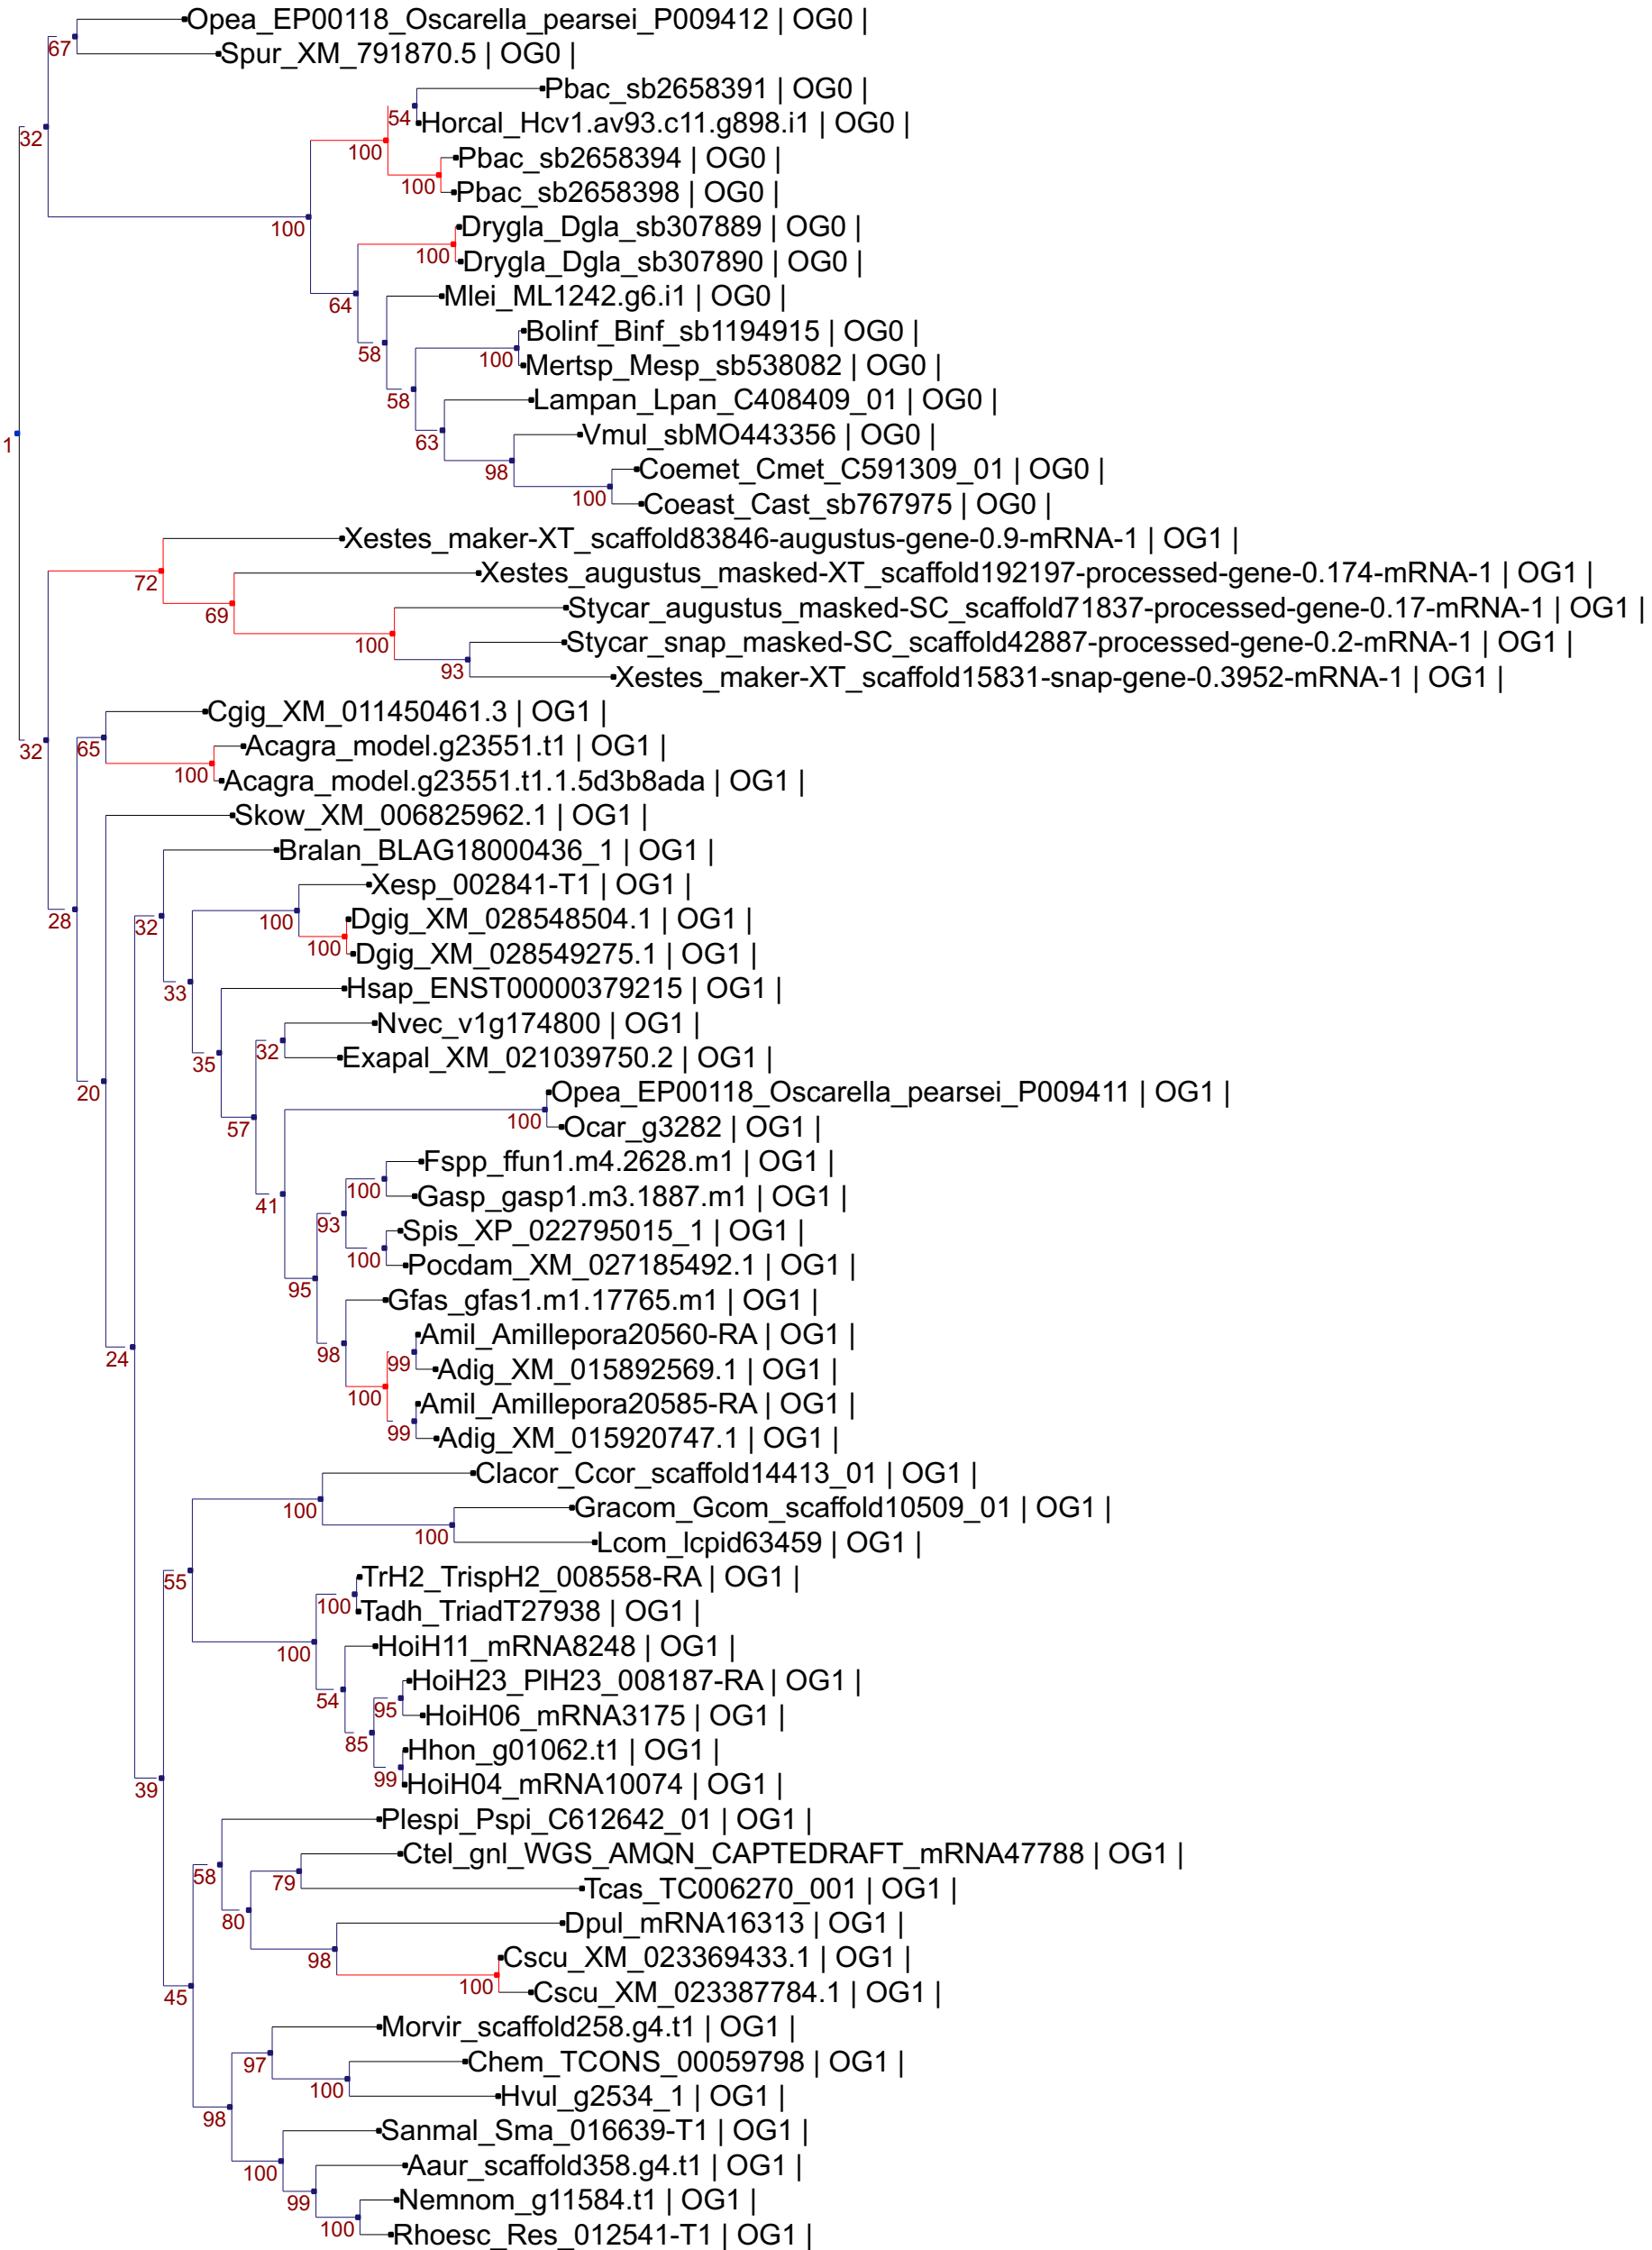 Opea_EP00118_Oscarella_pearsei_P009412 | OG0 |
67
Spur_XM_791870.5 | OG0 |
Pbac_sb2658391 | OG0 |
54
Horcal_Hcv1.av93.c11.g898.i1 | OG0 |
32
100
Pbac_sb2658394 | OG0 |
100
Pbac_sb2658398 | OG0 |
100
Drygla_Dgla_sb307889 | OG0 |
100
Drygla_Dgla_sb307890 | OG0 |
64
Mlei_ML1242.g6.i1 | OG0 |
Bolinf_Binf_sb1194915 | OG0 |
58
100
Mertsp_Mesp_sb538082 | OG0 |
58
Lampan_Lpan_C408409_01 | OG0 |
1
63
Vmul_sbMO443356 | OG0 |
98
Coemet_Cmet_C591309_01 | OG0 |
100
Coeast_Cast_sb767975 | OG0 |
Xestes_maker-XT_scaffold83846-augustus-gene-0.9-mRNA-1 | OG1 |
72
Xestes_augustus_masked-XT_scaffold192197-processed-gene-0.174-mRNA-1 | OG1 |
69
Stycar_augustus_masked-SC_scaffold71837-processed-gene-0.17-mRNA-1 | OG1 |
100
Stycar_snap_masked-SC_scaffold42887-processed-gene-0.2-mRNA-1 | OG1 |
93
Xestes_maker-XT_scaffold15831-snap-gene-0.3952-mRNA-1 | OG1 |
Cgig_XM_011450461.3 | OG1 |
32
65
Acagra_model.g23551.t1 | OG1 |
100
Acagra_model.g23551.t1.1.5d3b8ada | OG1 |
Skow_XM_006825962.1 | OG1 |
Bralan_BLAG18000436_1 | OG1 |
Xesp_002841-T1 | OG1 |
28
32
100
Dgig_XM_028548504.1 | OG1 |
100
Dgig_XM_028549275.1 | OG1 |
33
Hsap_ENST00000379215 | OG1 |
Nvec_v1g174800 | OG1 |
35
32
Exapal_XM_021039750.2 | OG1 |
20
Opea_EP00118_Oscarella_pearsei_P009411 | OG1 |
57
100
Ocar_g3282 | OG1 |
Fspp_ffun1.m4.2628.m1 | OG1 |
100
Gasp_gasp1.m3.1887.m1 | OG1 |
41
93
Spis_XP_022795015_1 | OG1 |
100
Pocdam_XM_027185492.1 | OG1 |
95
Gfas_gfas1.m1.17765.m1 | OG1 |
Amil_Amillepora20560-RA | OG1 |
24
98
99
Adig_XM_015892569.1 | OG1 |
100
Amil_Amillepora20585-RA | OG1 |
99
Adig_XM_015920747.1 | OG1 |
Clacor_Ccor_scaffold14413_01 | OG1 |
100
Gracom_Gcom_scaffold10509_01 | OG1 |
100
Lcom_lcpid63459 | OG1 |
55
TrH2_TrispH2_008558-RA | OG1 |
100
Tadh_TriadT27938 | OG1 |
100
HoiH11_mRNA8248 | OG1 |
HoiH23_PlH23_008187-RA | OG1 |
54
95
HoiH06_mRNA3175 | OG1 |
85
Hhon_g01062.t1 | OG1 |
39
99
HoiH04_mRNA10074 | OG1 |
Plespi_Pspi_C612642_01 | OG1 |
Ctel_gnl_WGS_AMQN_CAPTEDRAFT_mRNA47788 | OG1 |
58
79
Tcas_TC006270_001 | OG1 |
80
Dpul_mRNA16313 | OG1 |
98
Cscu_XM_023369433.1 | OG1 |
100
Cscu_XM_023387784.1 | OG1 |
45
Morvir_scaffold258.g4.t1 | OG1 |
97
Chem_TCONS_00059798 | OG1 |
100
Hvul_g2534_1 | OG1 |
98
Sanmal_Sma_016639-T1 | OG1 |
100
Aaur_scaffold358.g4.t1 | OG1 |
99
Nemnom_g11584.t1 | OG1 |
100
Rhoesc_Res_012541-T1 | OG1 |